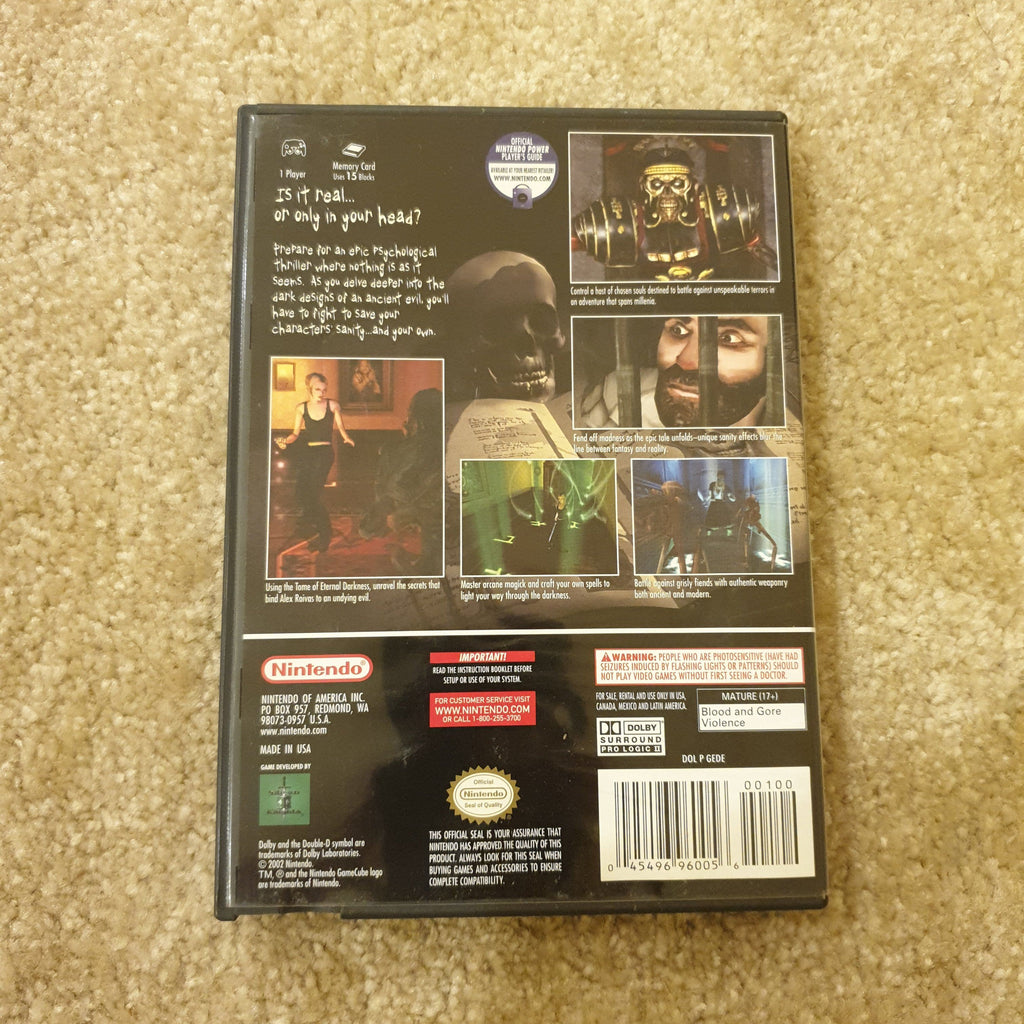 1 Player
Memory Card
Uses 15 Blocks
Is it real...
or only in your head?
Prepare for an epic psychological
thriller where nothing is as it
seems. As you delve deeper into the
dark designs of an ancient evil, you'll
have to fight to save your
characters' sanity...and your own.
OFFICIAL
NINTENDO POWER
PLAYER'S GUIDE
AVAILABLE AT YOUR NEAREST RETAILER!
WWW.NINTENDO.COM
Control a host of chosen souls destined to battle against unspeakable terrors in
an adventure that spans millenia.
Fend off madness as the epic tale unfolds–unique sanity effects blur the
line between fantasy and reality.
Using the Tome of Eternal Darkness, unravel the secrets that
bind Alex Roivas to an undying evil.
Master arcane magick and craft your own spells to
light your way through the darkness.
Battle against grisly fiends with authentic weaponry
both ancient and modern.
Nintendo®
NINTENDO OF AMERICA INC.
PO BOX 957, REDMOND, WA
98073-0957 U.S.A.
www.nintendo.com
MADE IN USA
GAME DEVELOPED BY
Silicon
Knights
Dolby and the Double-D symbol are
trademarks of Dolby Laboratories.
© 2002 Nintendo.
TM, ® and the Nintendo GameCube logo
are trademarks of Nintendo.
IMPORTANT!
READ THE INSTRUCTION BOOKLET BEFORE
SETUP OR USE OF YOUR SYSTEM.
FOR CUSTOMER SERVICE VISIT
WWW.NINTENDO.COM
OR CALL 1-800-255-3700
Official
Nintendo
Seal of Quality
THIS OFFICIAL SEAL IS YOUR ASSURANCE THAT
NINTENDO HAS APPROVED THE QUALITY OF THIS
PRODUCT. ALWAYS LOOK FOR THIS SEAL WHEN
BUYING GAMES AND ACCESSORIES TO ENSURE
COMPLETE COMPATIBILITY.
WARNING: PEOPLE WHO ARE PHOTOSENSITIVE (HAVE HAD
SEIZURES INDUCED BY FLASHING LIGHTS OR PATTERNS) SHOULD
NOT PLAY VIDEO GAMES WITHOUT FIRST SEEING A DOCTOR.
FOR SALE, RENTAL AND USE ONLY IN USA,
CANADA, MEXICO AND LATIN AMERICA.
MATURE (17+)
Blood and Gore
Violence
DOLBY
SURROUND
PRO LOGIC II
DOL P GEDE
00100
0 45496 96005 6